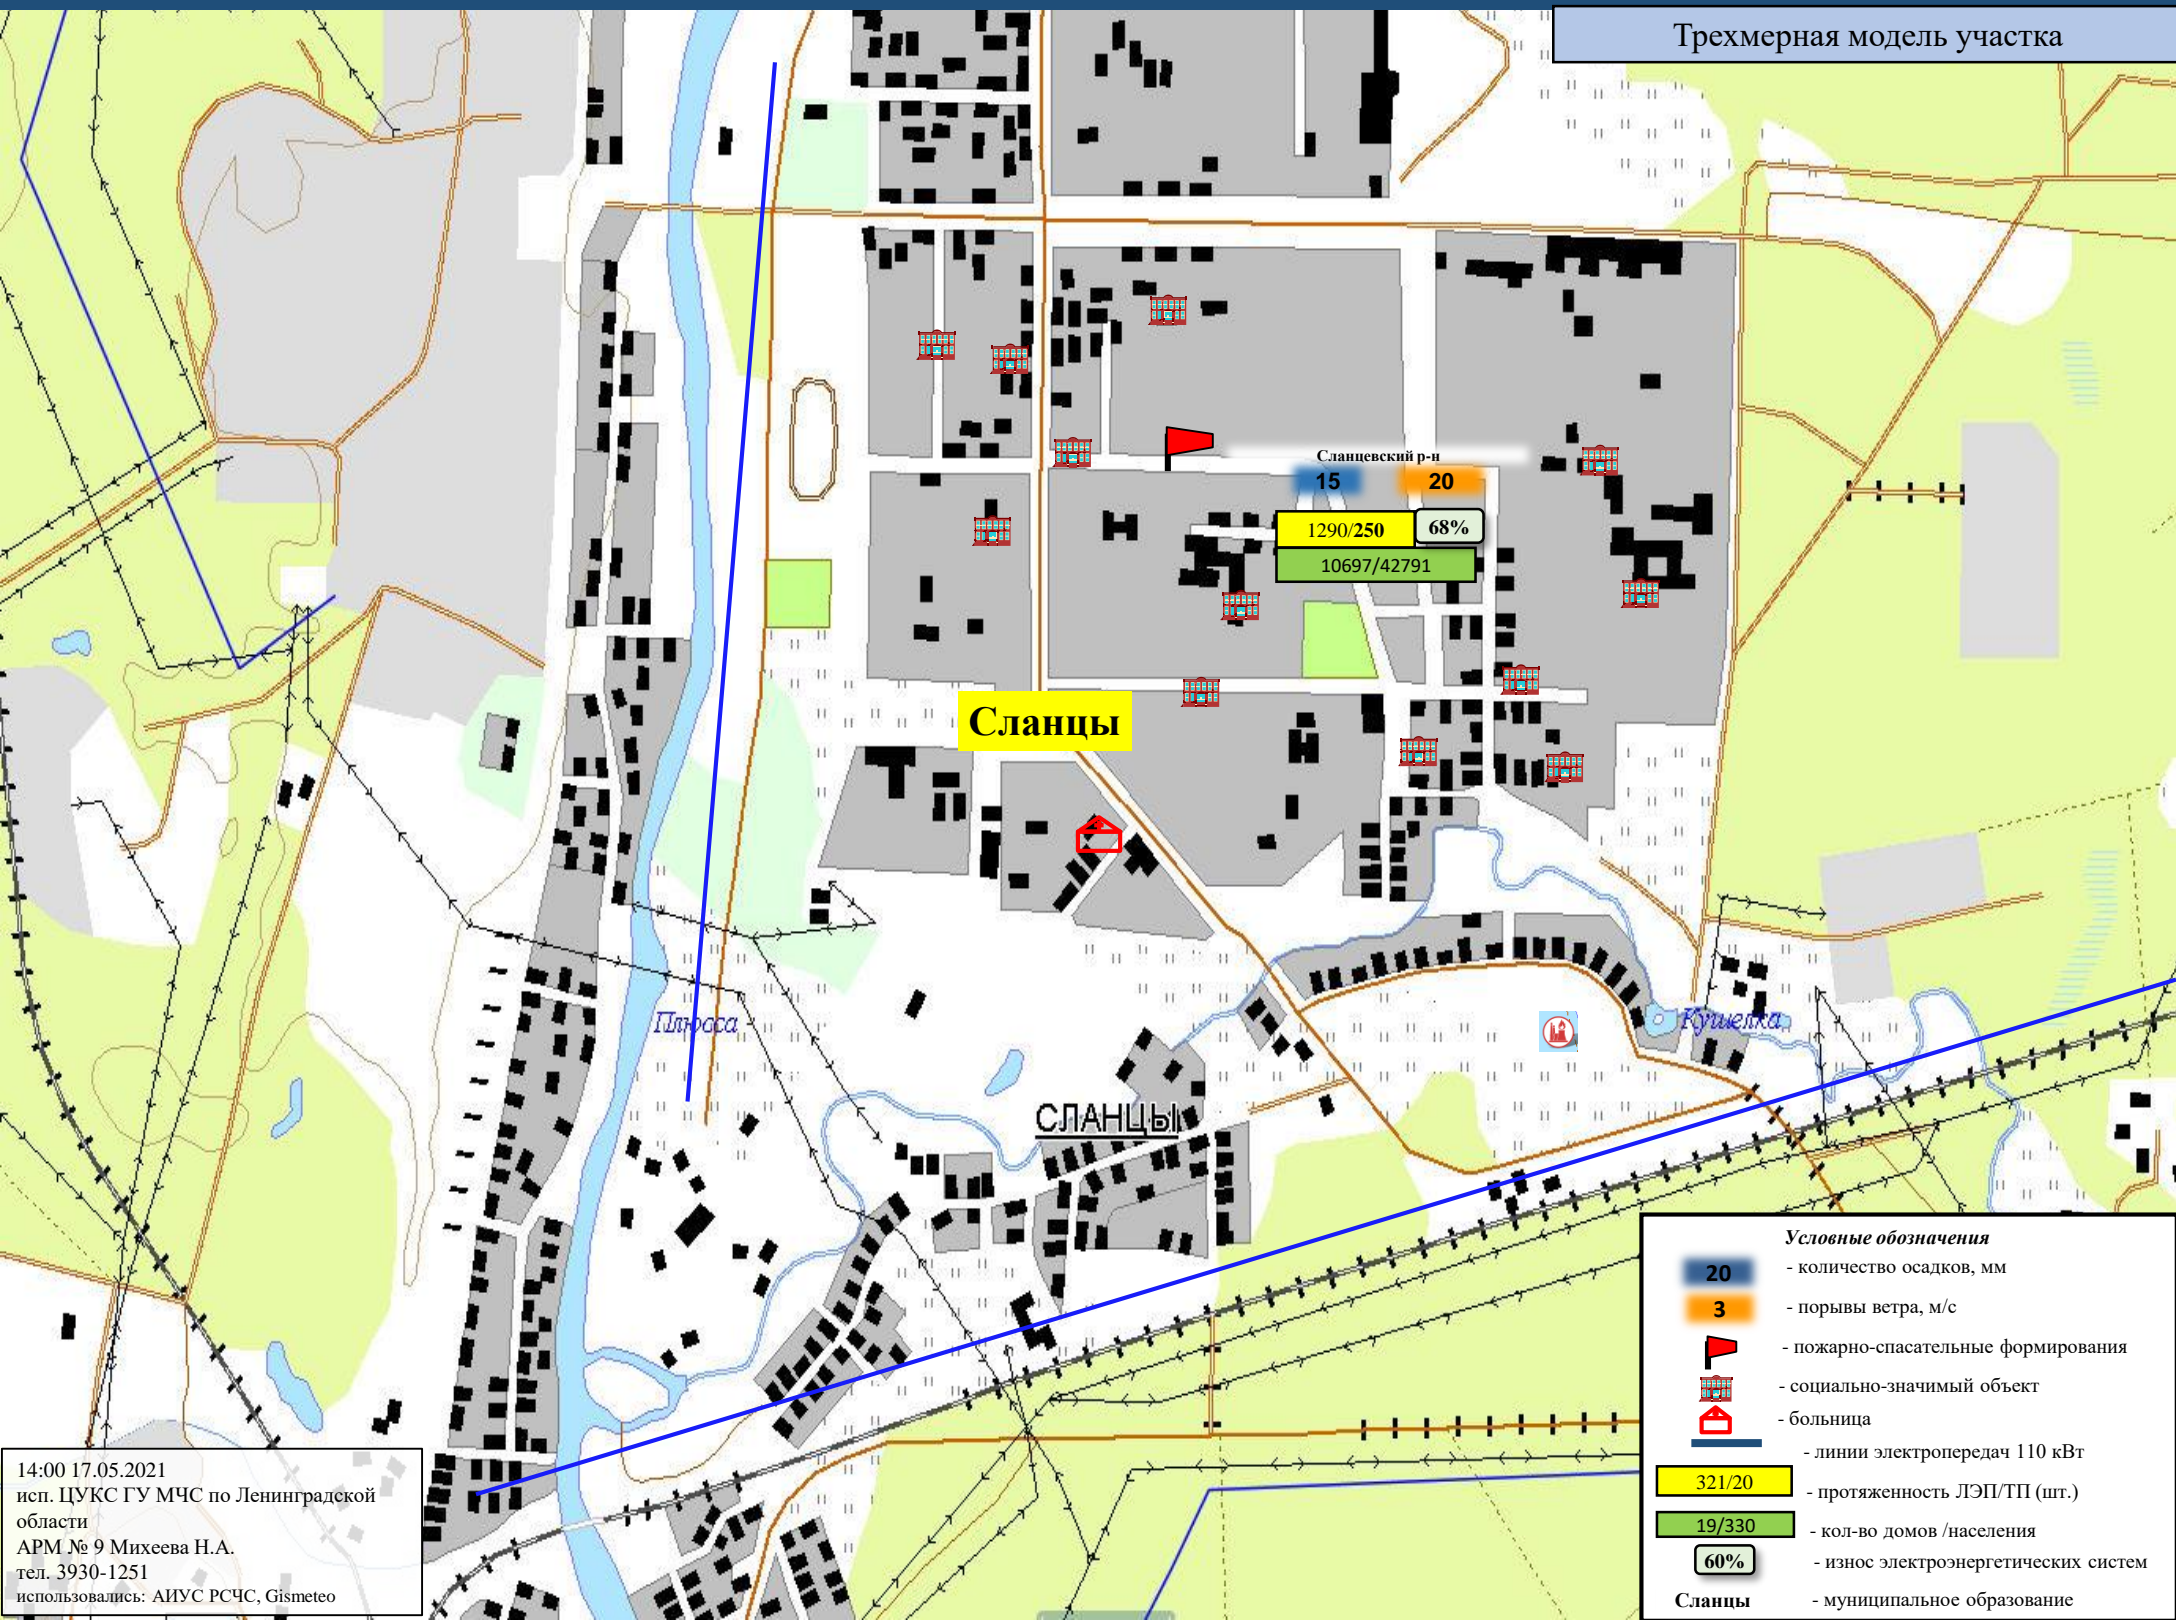 Трехмерная модель участка
Сланцевский р-н
15 20
1290/250 68%
10697/42791
Сланцы
Плюсса
Кушелка
СЛАНЦЫ
Условные обозначения
20 - количество осадков, мм
3 - порывы ветра, м/с
- пожарно-спасательные формирования
- социально-значимый объект
- больница
- линии электропередач 110 кВт
321/20 - протяженность ЛЭП/ТП (шт.)
19/330 - кол-во домов /населения
60% - износ электроэнергетических систем
Сланцы - муниципальное образование
14:00 17.05.2021
исп. ЦУКС ГУ МЧС по Ленинградской
области
АРМ № 9 Михеева Н.А.
тел. 3930-1251
использовались: АИУС РСЧС, Gismeteo